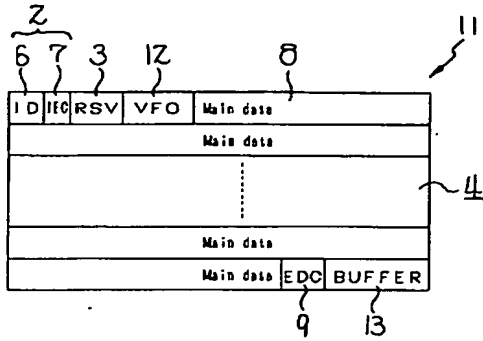 2
6 7 3 12 8 11
ID IEC RSV VFO Main data
Main data
4
Main data
Main data EDC BUFFER
9 13